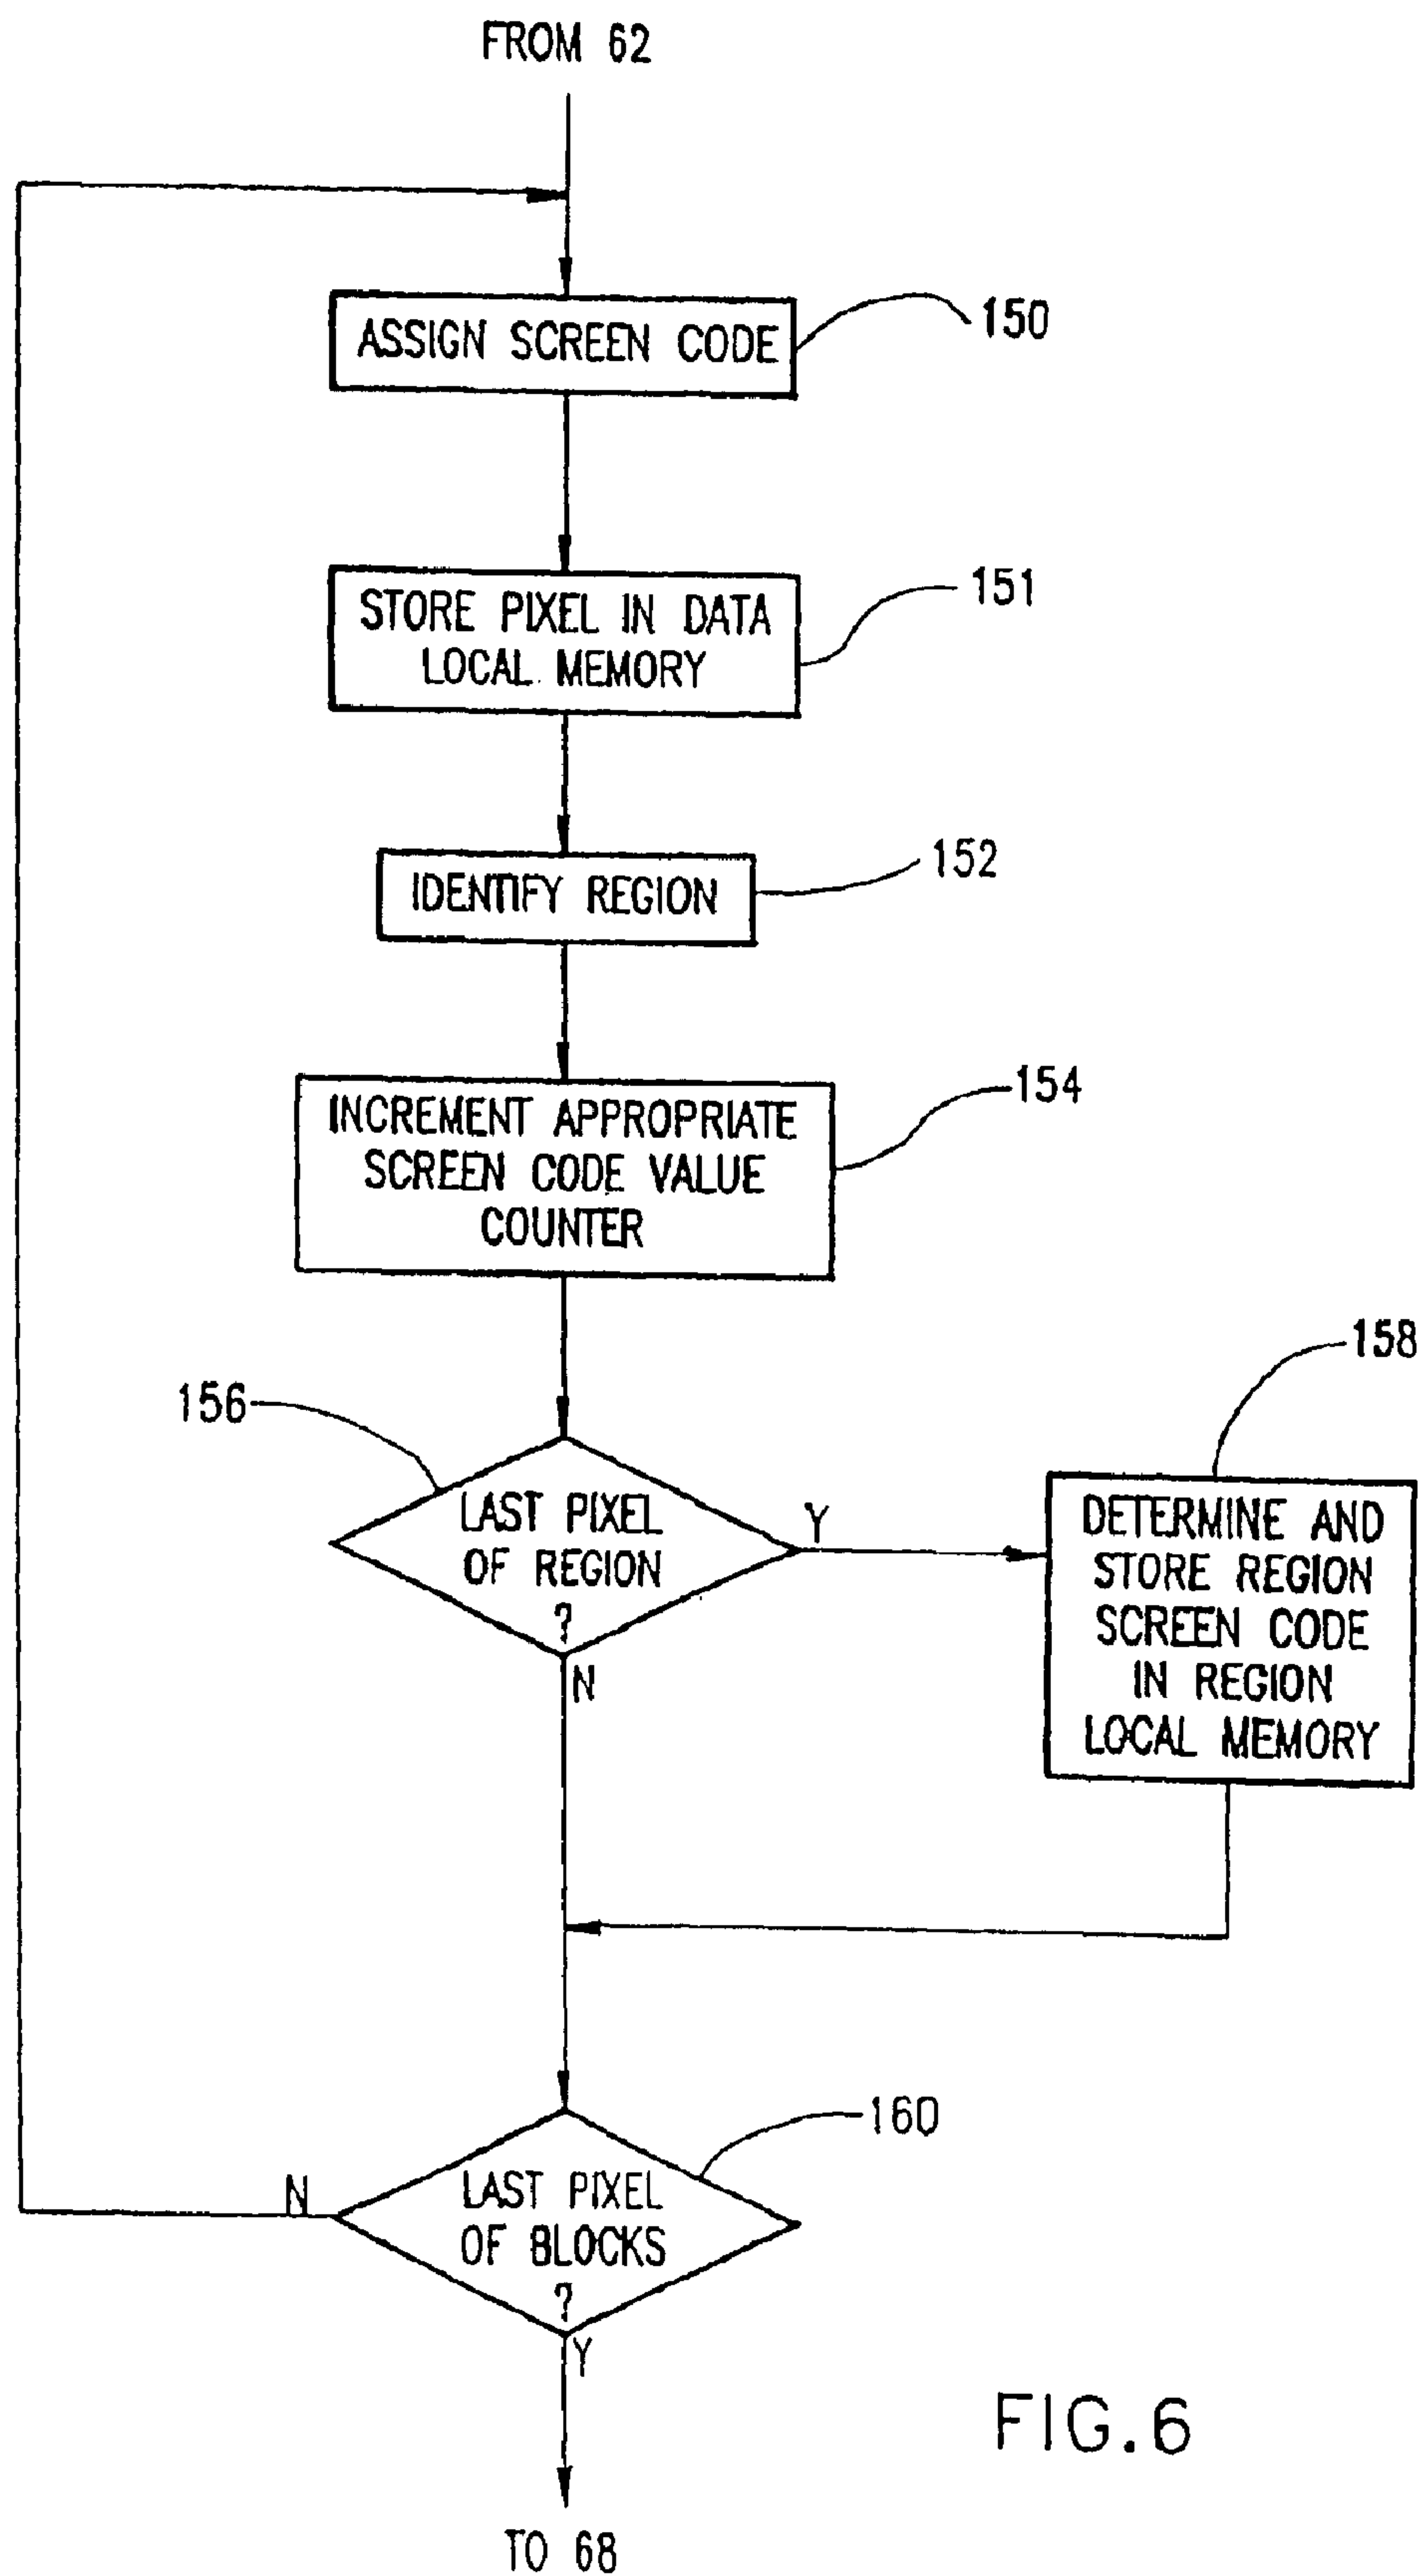 FROM 62
ASSIGN SCREEN CODE
150
STORE PIXEL IN DATA
LOCAL MEMORY
151
IDENTIFY REGION
152
INCREMENT APPROPRIATE
SCREEN CODE VALUE
COUNTER
154
156
LAST PIXEL
OF REGION
?
Y
N
158
DETERMINE AND
STORE REGION
SCREEN CODE
IN REGION
LOCAL MEMORY
160
LAST PIXEL
OF BLOCKS
?
N
Y
FIG.6
TO 68